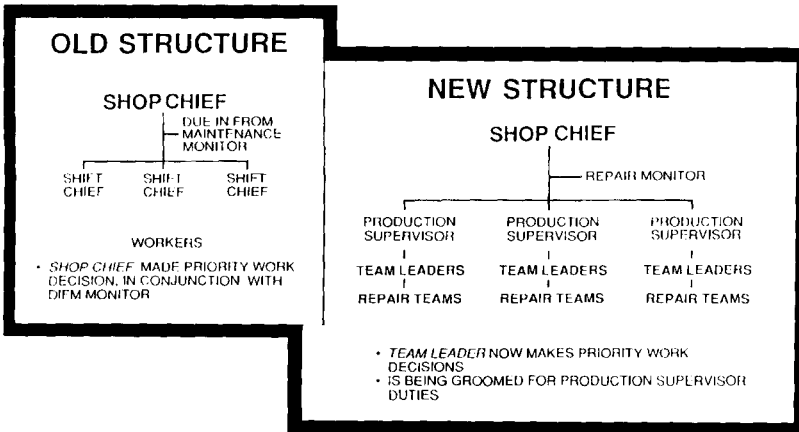 OLD STRUCTURE
SHOP CHIEF
DUE IN FROM
MAINTENANCE
MONITOR
SHIFT CHIEF
SHIFT CHIEF
SHIFT CHIEF
WORKERS
• SHOP CHIEF MADE PRIORITY WORK
DECISION, IN CONJUNCTION WITH
DIFM MONITOR
NEW STRUCTURE
SHOP CHIEF
REPAIR MONITOR
PRODUCTION SUPERVISOR
TEAM LEADERS
REPAIR TEAMS
PRODUCTION SUPERVISOR
TEAM LEADERS
REPAIR TEAMS
PRODUCTION SUPERVISOR
TEAM LEADERS
REPAIR TEAMS
• TEAM LEADER NOW MAKES PRIORITY WORK
DECISIONS
• IS BEING GROOMED FOR PRODUCTION SUPERVISOR
DUTIES